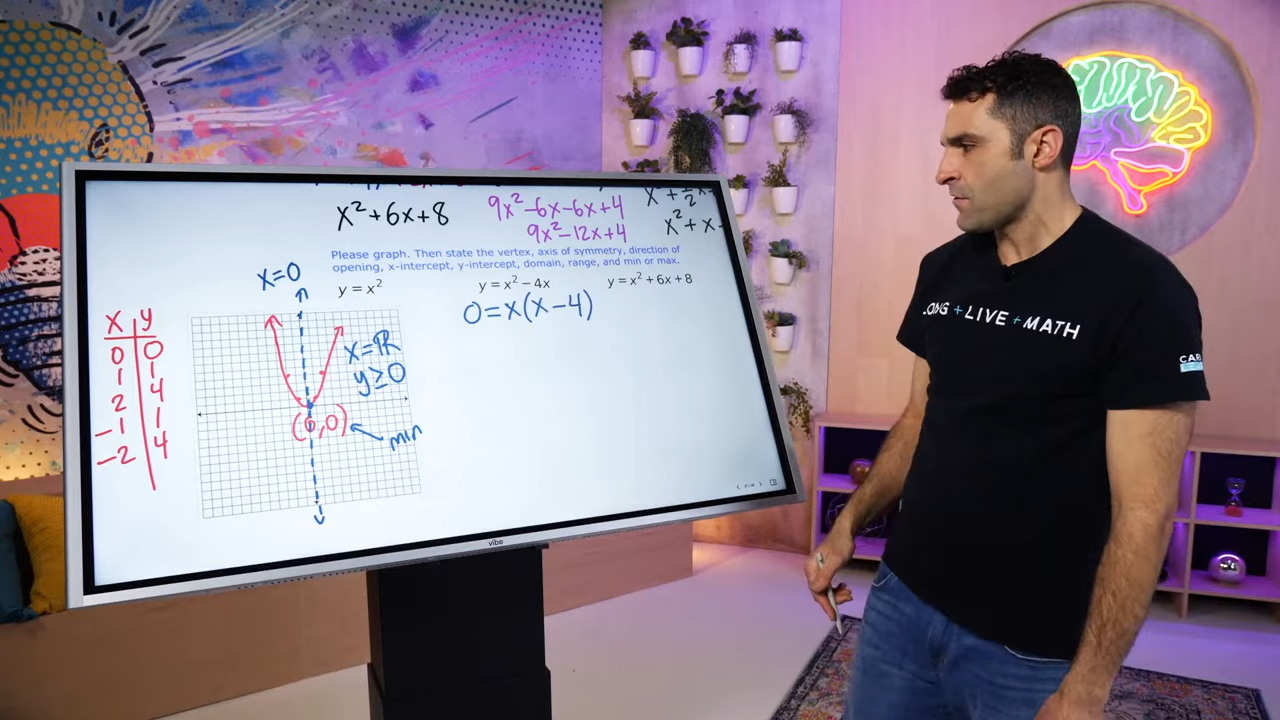 x²+6x+8
9x²-6x-6x+4
9x²-12x+4
x²+x
Please graph. Then state the vertex, axis of symmetry, direction of
opening, x-intercept, y-intercept, domain, range, and min or max.
y = x²
y = x² – 4x
y = x² + 6x + 8
x=0
0=x(x-4)
x y
0 0
1 1
2 4
-1 1
-2 4
x=ℝ
y≥0
(0,0)
min
vibe
LONG + LIVE + MATH